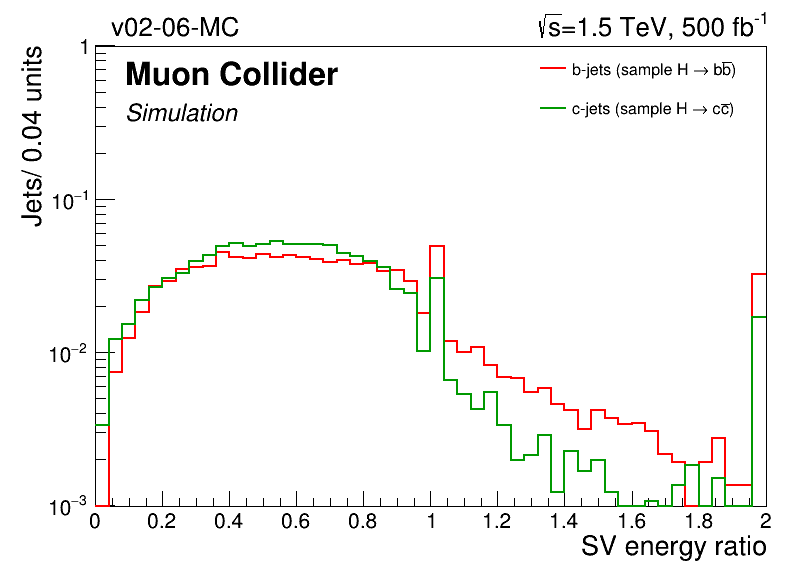 v02-06-MC
√s=1.5 TeV, 500 fb⁻¹
Muon Collider
Simulation
b-jets (sample H → bb̅)
c-jets (sample H → cc̅)
Jets/ 0.04 units
1
10⁻¹
10⁻²
10⁻³
0 0.2 0.4 0.6 0.8 1 1.2 1.4 1.6 1.8 2
SV energy ratio